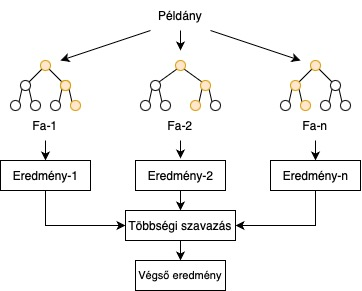 Példány
Fa-1
Fa-2
Fa-n
Eredmény-1
Eredmény-2
Eredmény-n
Többségi szavazás
Végső eredmény